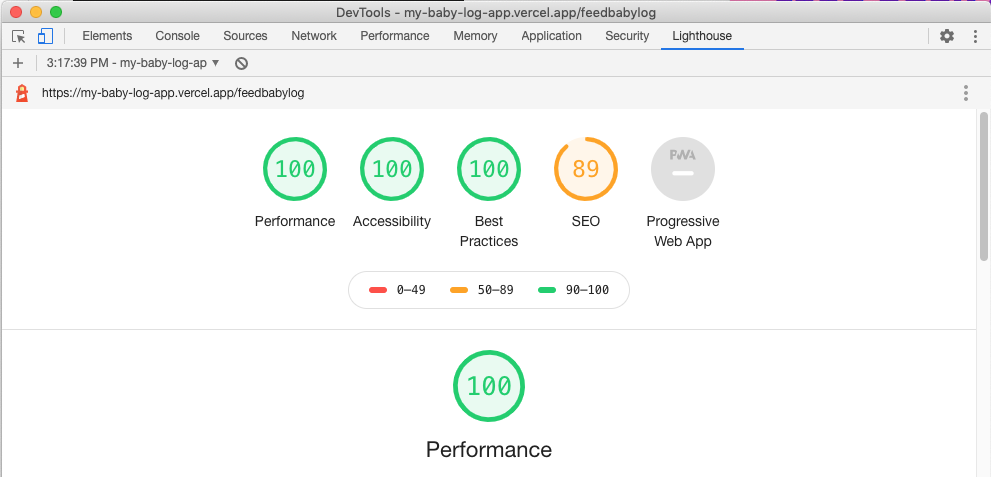 DevTools - my-baby-log-app.vercel.app/feedbabylog
Elements Console Sources Network Performance Memory Application Security Lighthouse
3:17:39 PM - my-baby-log-ap
https://my-baby-log-app.vercel.app/feedbabylog
100 100 100 89 PWA
Performance Accessibility Best Practices SEO Progressive Web App
0–49 50–89 90–100
100
Performance